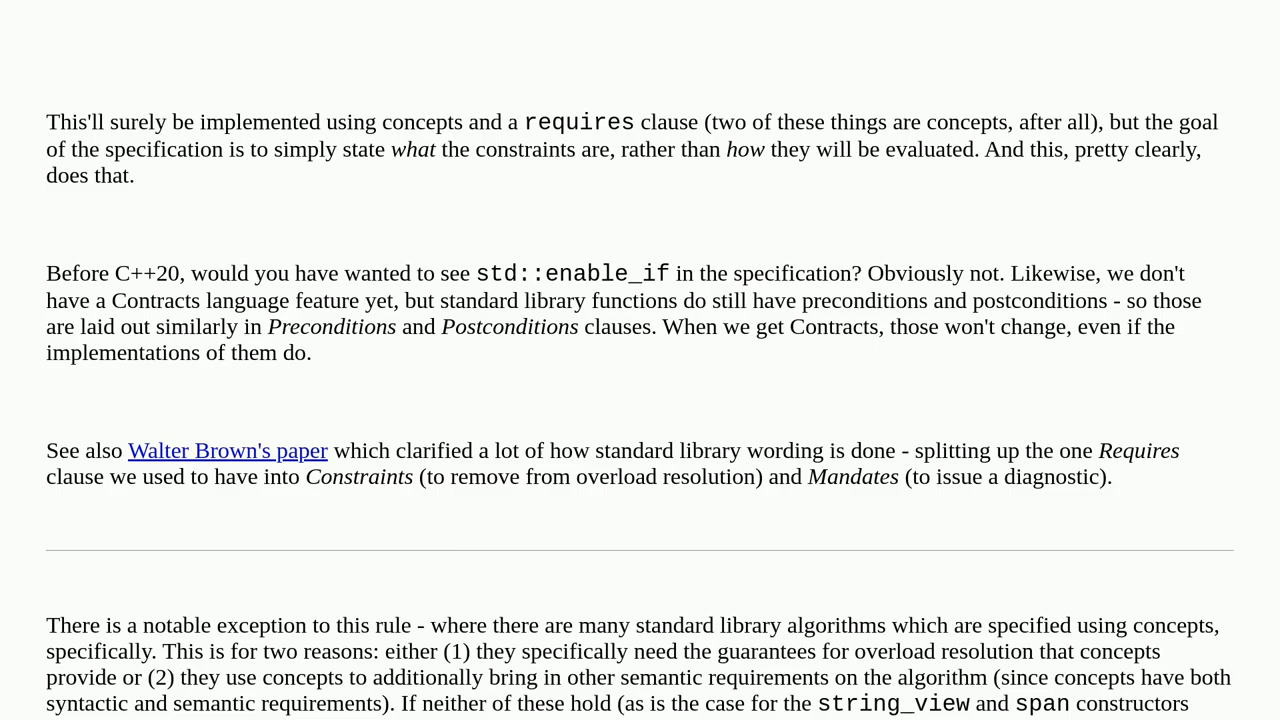 This'll surely be implemented using concepts and a requires clause (two of these things are concepts, after all), but the goal
of the specification is to simply state what the constraints are, rather than how they will be evaluated. And this, pretty clearly,
does that.
Before C++20, would you have wanted to see std::enable_if in the specification? Obviously not. Likewise, we don't
have a Contracts language feature yet, but standard library functions do still have preconditions and postconditions - so those
are laid out similarly in Preconditions and Postconditions clauses. When we get Contracts, those won't change, even if the
implementations of them do.
See also Walter Brown's paper which clarified a lot of how standard library wording is done - splitting up the one Requires
clause we used to have into Constraints (to remove from overload resolution) and Mandates (to issue a diagnostic).
There is a notable exception to this rule - where there are many standard library algorithms which are specified using concepts,
specifically. This is for two reasons: either (1) they specifically need the guarantees for overload resolution that concepts
provide or (2) they use concepts to additionally bring in other semantic requirements on the algorithm (since concepts have both
syntactic and semantic requirements). If neither of these hold (as is the case for the string_view and span constructors